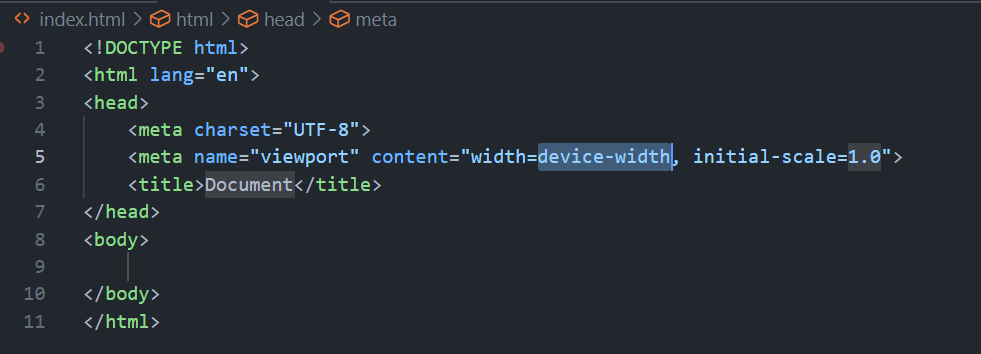 index.html > html > head > meta
1 <!DOCTYPE html>
2 <html lang="en">
3 <head>
4     <meta charset="UTF-8">
5     <meta name="viewport" content="width=device-width, initial-scale=1.0">
6     <title>Document</title>
7 </head>
8 <body>
9
10 </body>
11 </html>